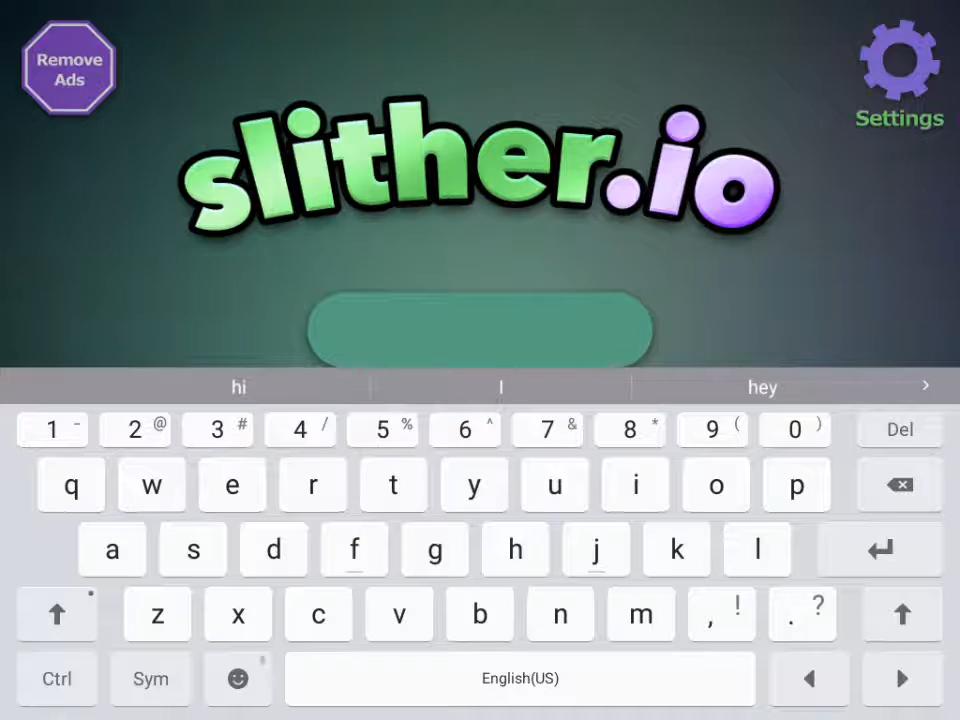 Remove
Ads
Settings
slither.io
hi I hey ›
1 - 2 @ 3 # 4 / 5 % 6 ^ 7 & 8 * 9 ( 0 ) Del
q w e r t y u i o p
a s d f g h j k l
z x c v b n m , ! . ?
Ctrl Sym English(US)